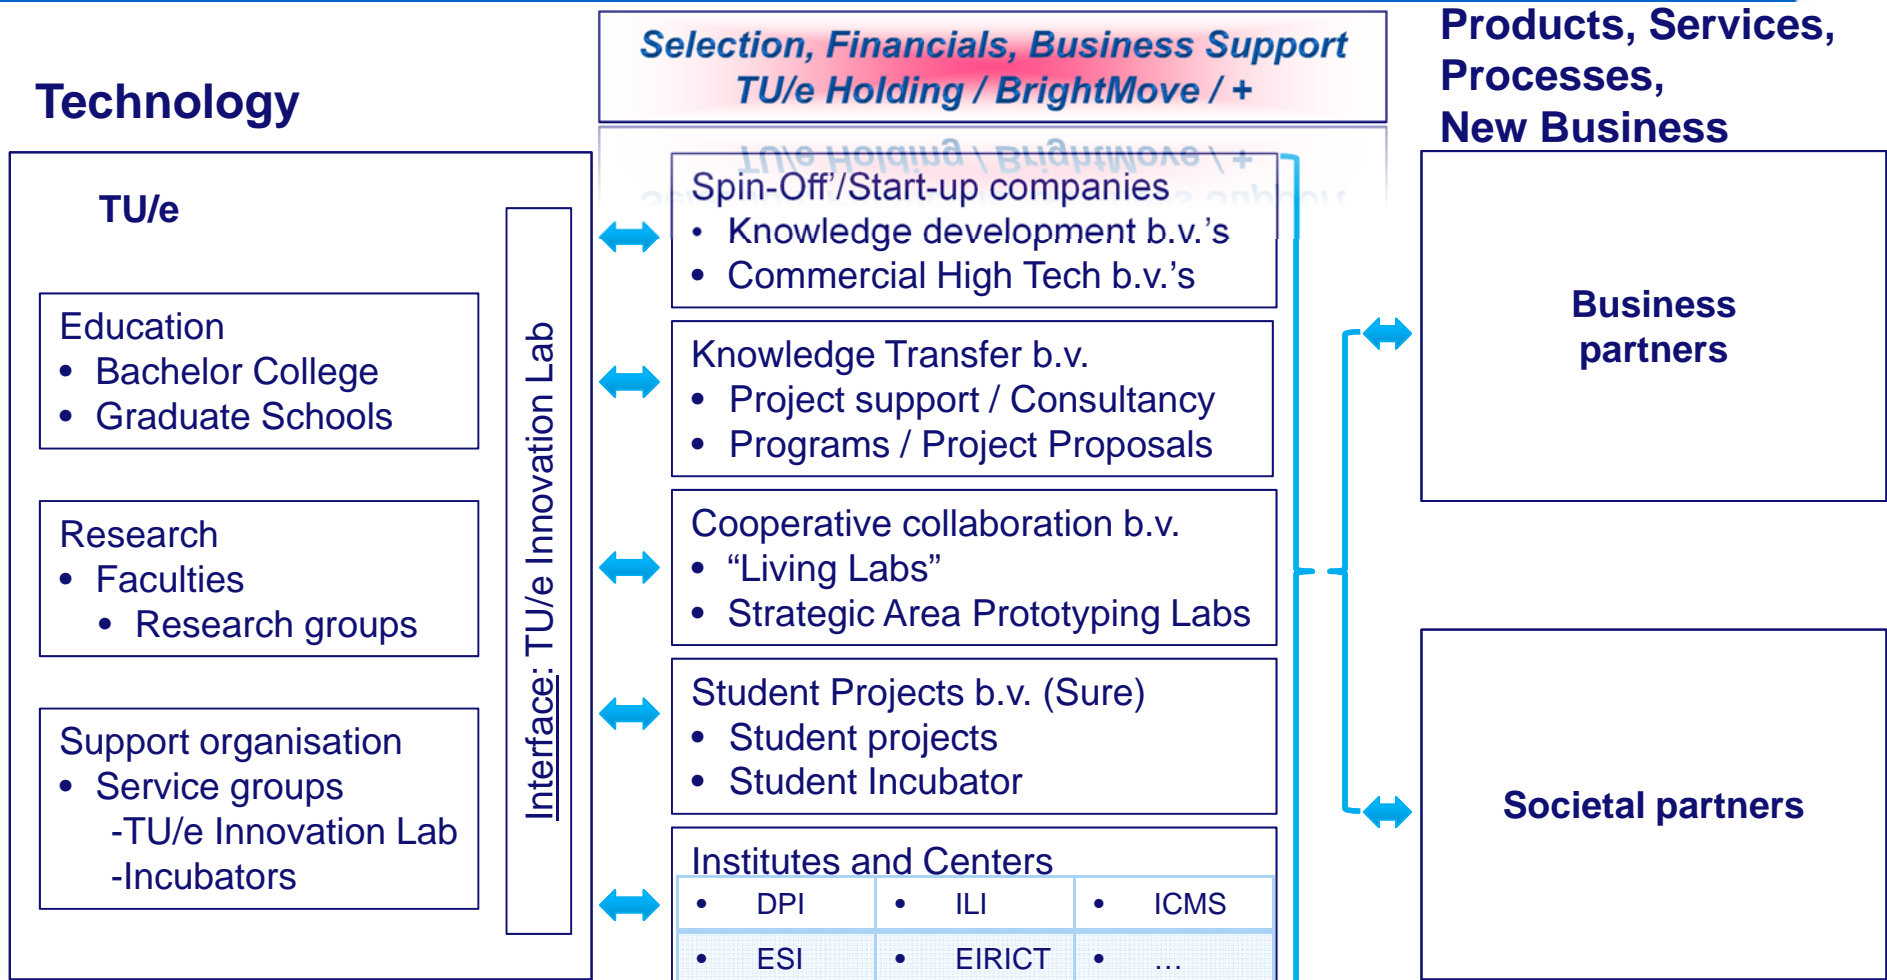 Technology
Selection, Financials, Business Support
TU/e Holding / BrightMove / +
Products, Services,
Processes,
New Business
TU/e
Education
• Bachelor College
• Graduate Schools
Research
• Faculties
• Research groups
Support organisation
• Service groups
-TU/e Innovation Lab
-Incubators
Interface: TU/e Innovation Lab
Spin-Off’/Start-up companies
• Knowledge development b.v.’s
• Commercial High Tech b.v.’s
Knowledge Transfer b.v.
• Project support / Consultancy
• Programs / Project Proposals
Cooperative collaboration b.v.
• “Living Labs”
• Strategic Area Prototyping Labs
Student Projects b.v. (Sure)
• Student projects
• Student Incubator
Institutes and Centers
• DPI • ILI • ICMS
• ESI • EIRICT • …
Business
partners
Societal partners